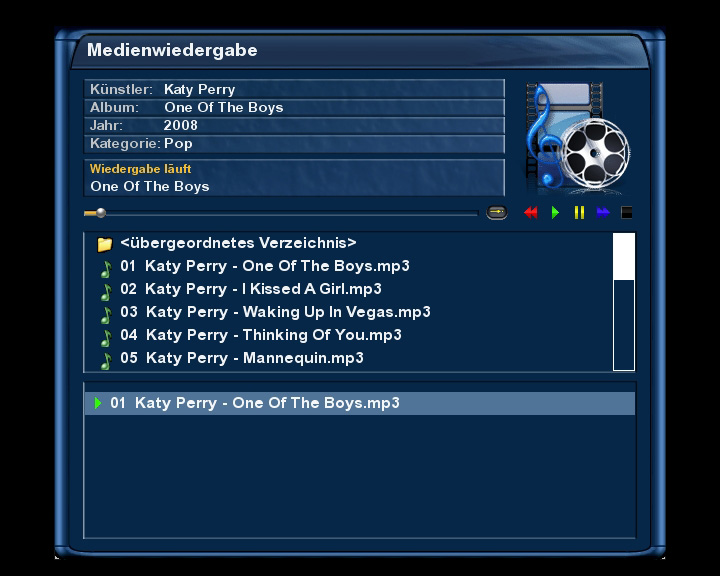 Medienwiedergabe
Künstler: Katy Perry
Album: One Of The Boys
Jahr: 2008
Kategorie: Pop
Wiedergabe läuft
One Of The Boys
<übergeordnetes Verzeichnis>
01 Katy Perry - One Of The Boys.mp3
02 Katy Perry - I Kissed A Girl.mp3
03 Katy Perry - Waking Up In Vegas.mp3
04 Katy Perry - Thinking Of You.mp3
05 Katy Perry - Mannequin.mp3
01 Katy Perry - One Of The Boys.mp3